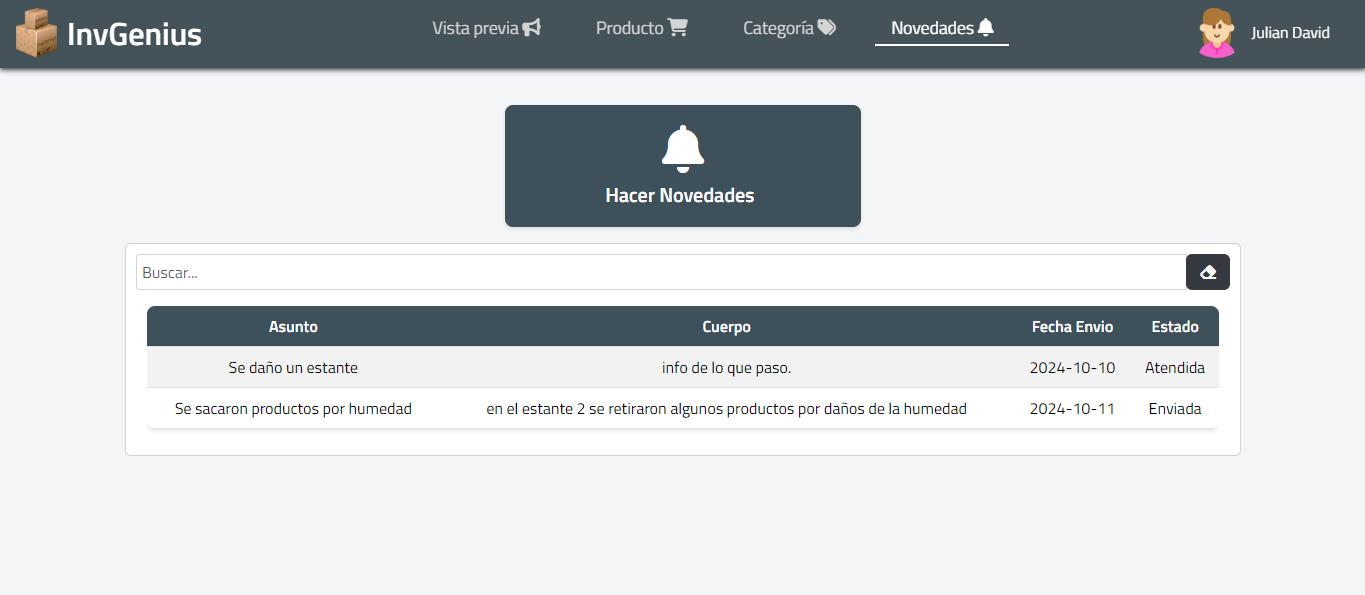 InvGenius
Vista previa
Producto
Categoría
Novedades
Julian David
Hacer Novedades
Buscar...
Asunto Cuerpo Fecha Envio Estado
Se daño un estante info de lo que paso. 2024-10-10 Atendida
Se sacaron productos por humedad en el estante 2 se retiraron algunos productos por daños de la humedad 2024-10-11 Enviada